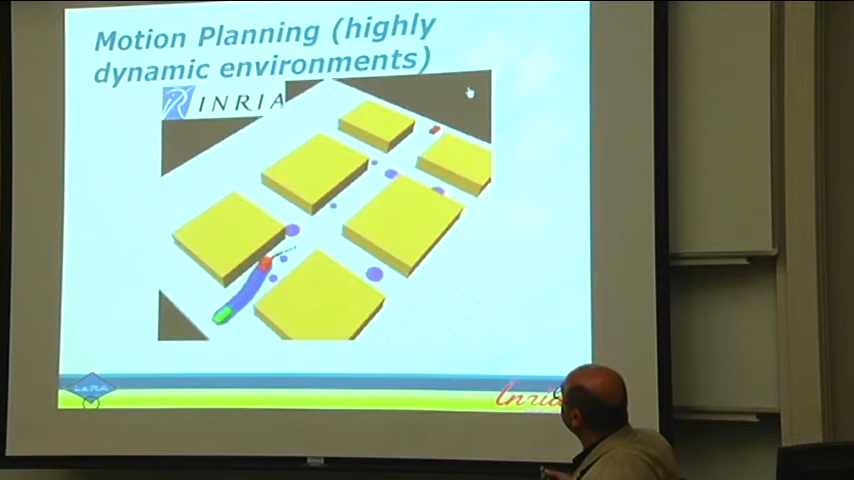 Motion Planning (highly
dynamic environments)
INRIA
LaRA
Inria